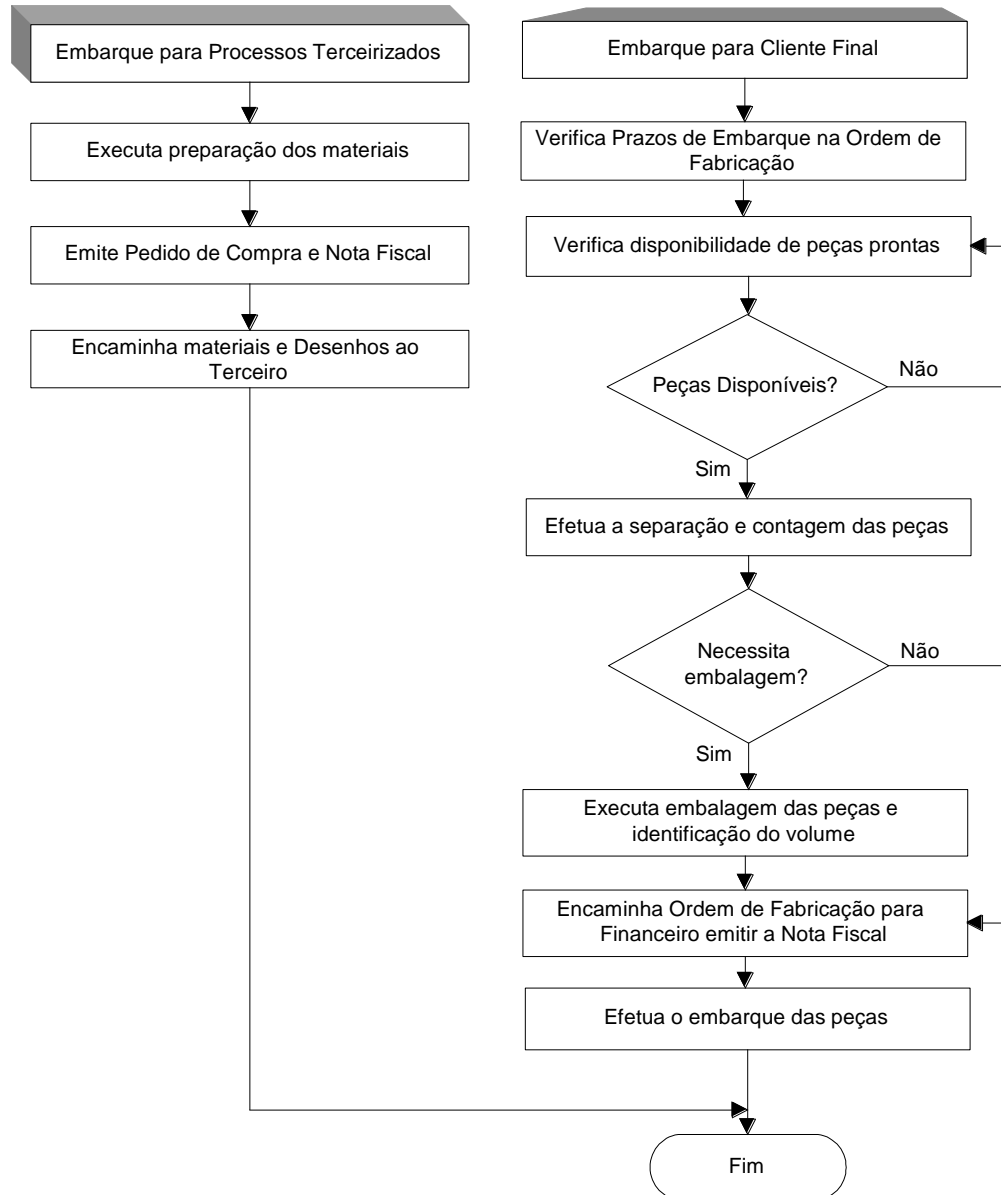 Embarque para Processos Terceirizados
Executa preparação dos materiais
Emite Pedido de Compra e Nota Fiscal
Encaminha materiais e Desenhos ao
Terceiro
Embarque para Cliente Final
Verifica Prazos de Embarque na Ordem de
Fabricação
Verifica disponibilidade de peças prontas
Peças Disponíveis?
Não
Sim
Efetua a separação e contagem das peças
Necessita
embalagem?
Não
Sim
Executa embalagem das peças e
identificação do volume
Encaminha Ordem de Fabricação para
Financeiro emitir a Nota Fiscal
Efetua o embarque das peças
Fim